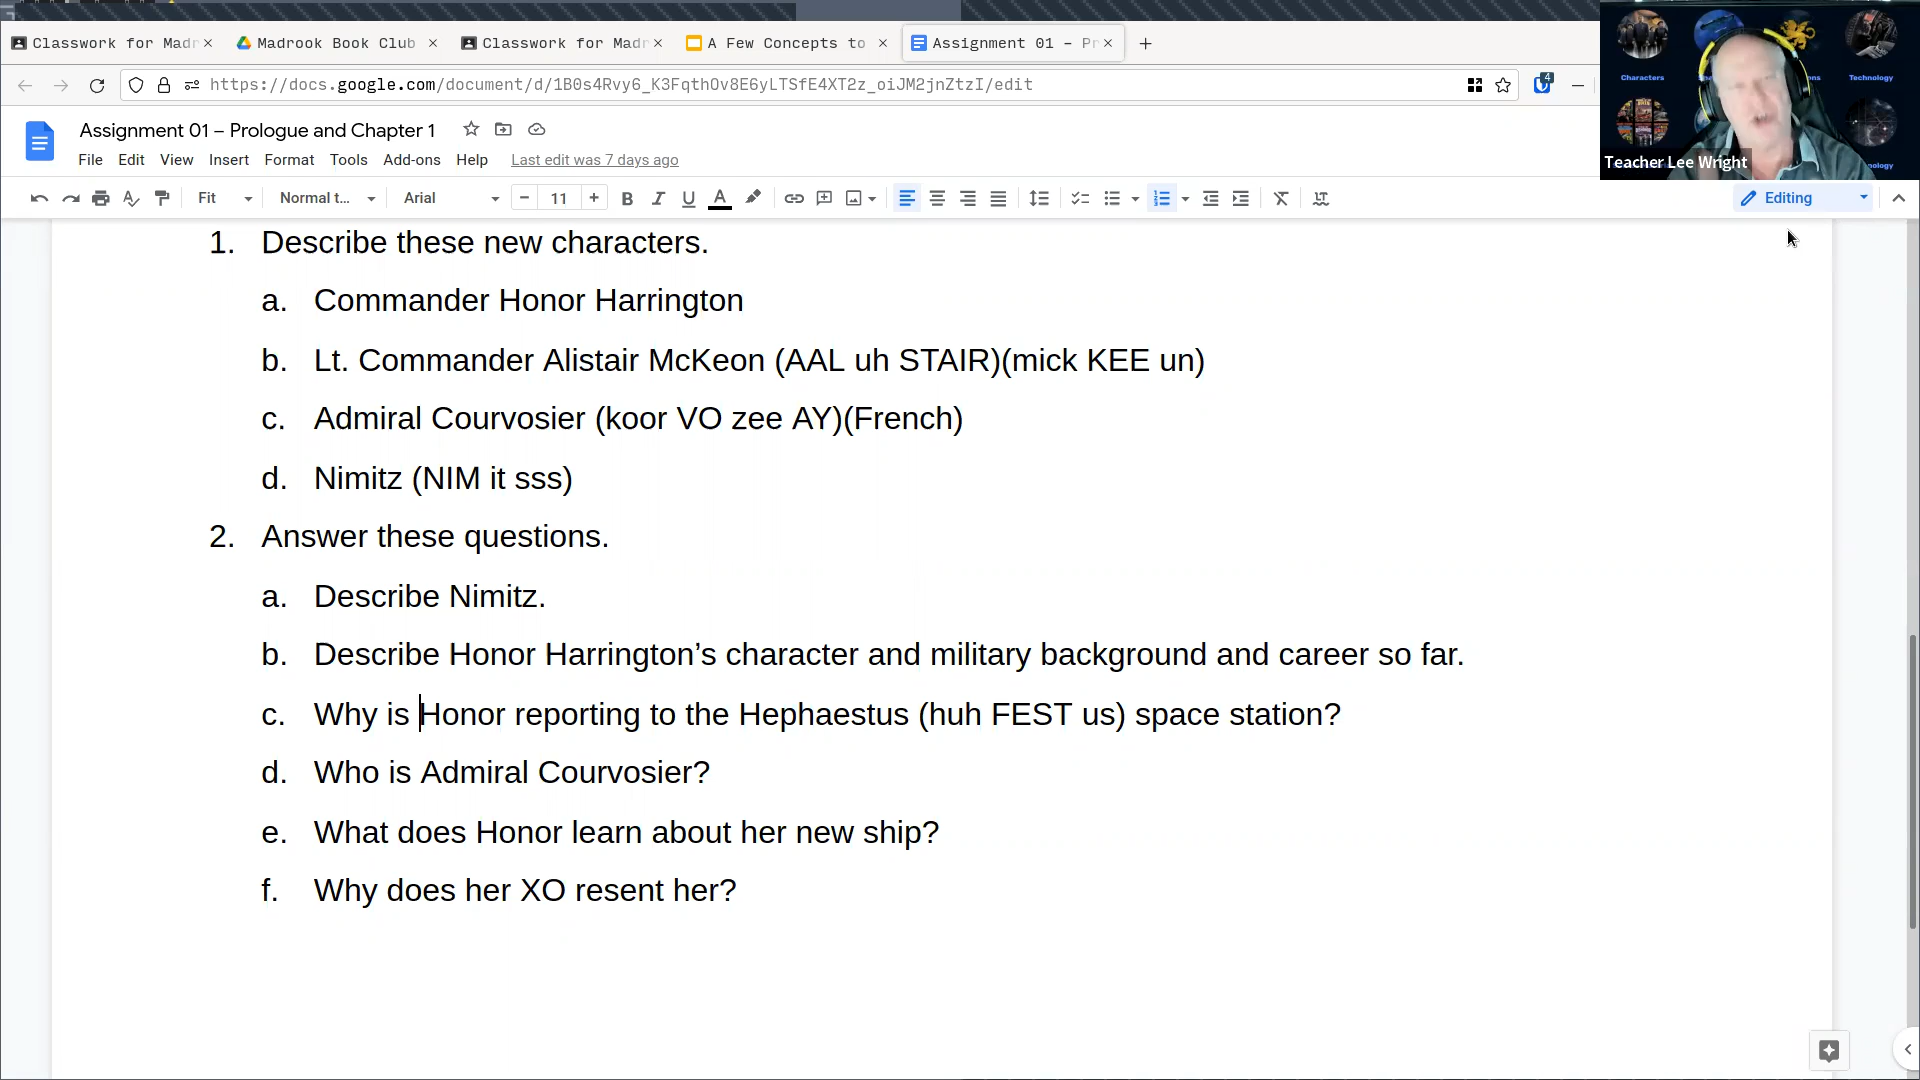 Classwork for Madr
Madrook Book Club
Classwork for Madr
A Few Concepts to
Assignment 01 – Pr
https://docs.google.com/document/d/1B0s4Rvy6_K3FqthOv8E6yLTSfE4XT2z_oiJM2jnZtzI/edit
4
Characters
Technology
Teacher Lee Wright
Assignment 01 – Prologue and Chapter 1
File Edit View Insert Format Tools Add-ons Help Last edit was 7 days ago
Fit Normal t... Arial 11 B I U A Editing
1. Describe these new characters.
a. Commander Honor Harrington
b. Lt. Commander Alistair McKeon (AAL uh STAIR)(mick KEE un)
c. Admiral Courvosier (koor VO zee AY)(French)
d. Nimitz (NIM it sss)
2. Answer these questions.
a. Describe Nimitz.
b. Describe Honor Harrington’s character and military background and career so far.
c. Why is Honor reporting to the Hephaestus (huh FEST us) space station?
d. Who is Admiral Courvosier?
e. What does Honor learn about her new ship?
f. Why does her XO resent her?